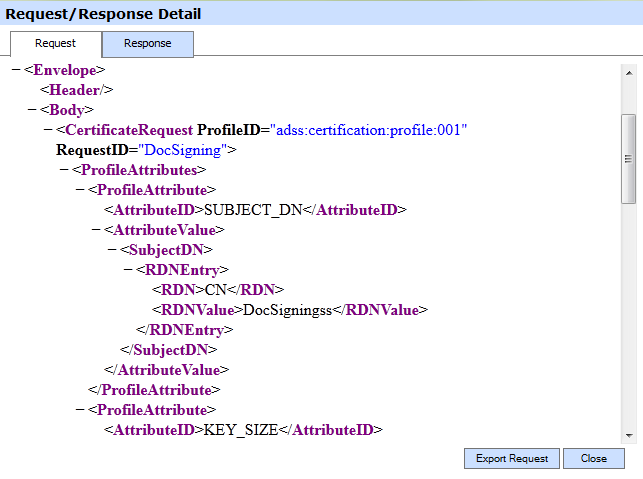 Request/Response Detail
Request Response
− <Envelope>
<Header/>
− <Body>
− <CertificateRequest ProfileID="adss:certification:profile:001"
RequestID="DocSigning">
− <ProfileAttributes>
− <ProfileAttribute>
<AttributeID>SUBJECT_DN</AttributeID>
− <AttributeValue>
− <SubjectDN>
− <RDNEntry>
<RDN>CN</RDN>
<RDNValue>DocSigningss</RDNValue>
</RDNEntry>
</SubjectDN>
</AttributeValue>
</ProfileAttribute>
− <ProfileAttribute>
<AttributeID>KEY_SIZE</AttributeID>
Export Request Close